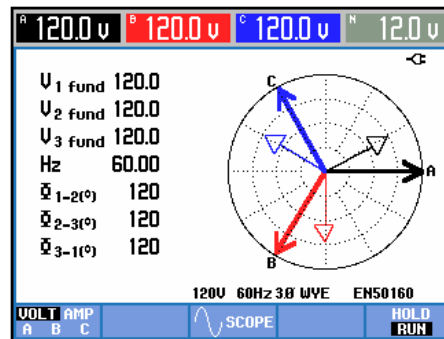 A 120.0 V B 120.0 V C 120.0 V N 12.0 V
V1 fund 120.0
V2 fund 120.0
V3 fund 120.0
Hz 60.00
Φ1-2(°) 120
Φ2-3(°) 120
Φ3-1(°) 120
C
A
B
120V 60Hz 3Ø WYE EN50160
VOLT AMP
A B C
SCOPE
HOLD
RUN